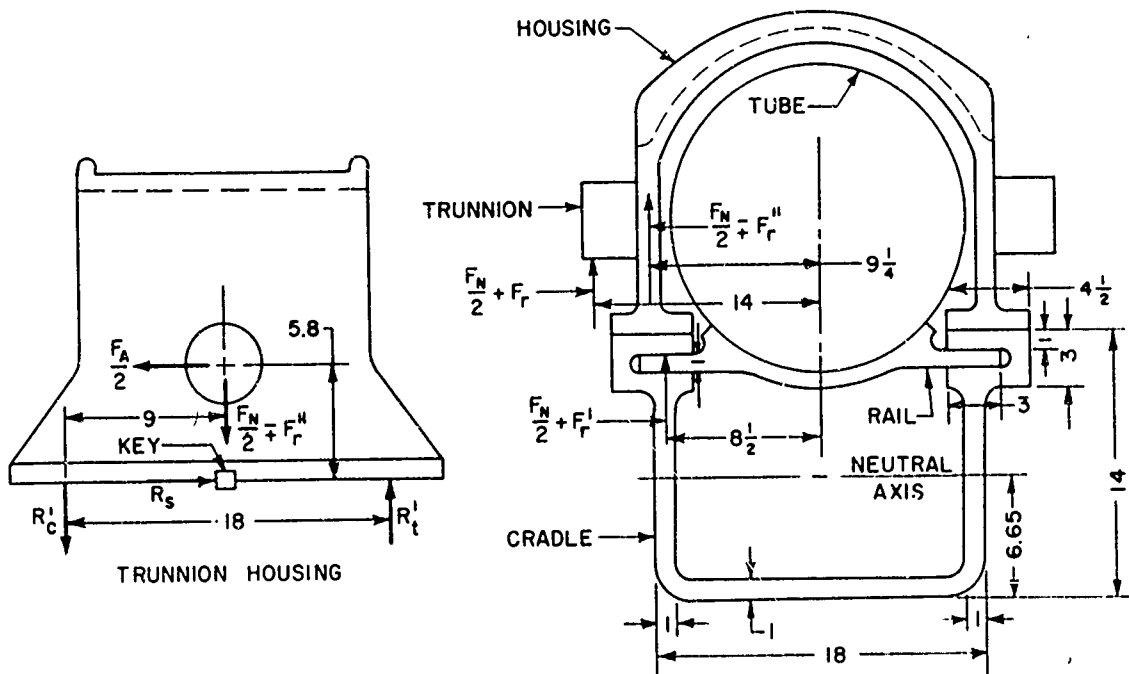 HOUSING
TUBE
TRUNNION
F_N/2 ∓ F_r''
9 1/4
F_N/2 + F_r
14
4 1/2
1
3
1
3
RAIL
F_N/2 + F_r'
8 1/2
NEUTRAL
AXIS
14
6.65
CRADLE
1
1
1
18
5.8
F_A/2
9
F_N/2 ∓ F_r''
KEY
R_s
R_c'
18
R_t'
TRUNNION HOUSING